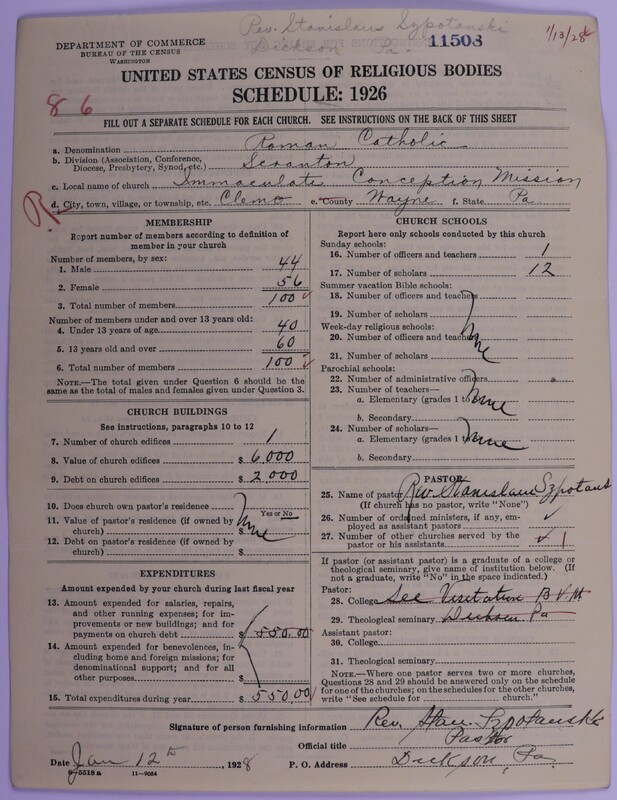 Rev. Stanislaus Szpotanski
Dickson Pa.
11508
1/13/28
DEPARTMENT OF COMMERCE
BUREAU OF THE CENSUS
WASHINGTON
UNITED STATES CENSUS OF RELIGIOUS BODIES
SCHEDULE: 1926
86
FILL OUT A SEPARATE SCHEDULE FOR EACH CHURCH. SEE INSTRUCTIONS ON THE BACK OF THIS SHEET
a. Denomination Roman Catholic
b. Division (Association, Conference, Diocese, Presbytery, Synod, etc.) Scranton
c. Local name of church Immaculate Conception Mission
R
d. City, town, village, or township, etc. Clemo e. County Wayne f. State Pa
MEMBERSHIP
Report number of members according to definition of
member in your church
Number of members, by sex:
1. Male 44
2. Female 56
3. Total number of members 100 ✓
Number of members under and over 13 years old:
4. Under 13 years of age 40
5. 13 years old and over 60
6. Total number of members 100 ✓
NOTE.—The total given under Question 6 should be the
same as the total of males and females given under Question 3.
CHURCH BUILDINGS
See instructions, paragraphs 10 to 12
7. Number of church edifices 1
8. Value of church edifices $ 6,000
9. Debt on church edifices $ 2,000
10. Does church own pastor's residence?
Yes or No
11. Value of pastor's residence (if owned by
church) $ None
12. Debt on pastor's residence (if owned by
church) $
EXPENDITURES
Amount expended by your church during last fiscal year
13. Amount expended for salaries, repairs,
and other running expenses; for im-
provements or new buildings; and for
payments on church debt $ 550.00
14. Amount expended for benevolences, in-
cluding home and foreign missions; for
denominational support; and for all
other purposes $
15. Total expenditures during year $ 550.00 ✓
CHURCH SCHOOLS
Report here only schools conducted by this church
Sunday schools:
16. Number of officers and teachers 1
17. Number of scholars 12
Summer vacation Bible schools:
18. Number of officers and teachers
19. Number of scholars
Week-day religious schools:
20. Number of officers and teachers
21. Number of scholars None
Parochial schools:
22. Number of administrative officers
23. Number of teachers—
a. Elementary (grades 1 to None
b. Secondary
24. Number of scholars—
a. Elementary (grades 1 to None
b. Secondary
PASTOR
25. Name of pastor Rev. Stanislaus Szpotanski
(If church has no pastor, write "None")
26. Number of ordained ministers, if any, em-
ployed as assistant pastors ✓
27. Number of other churches served by the
pastor or his assistants ✓ 1
If pastor (or assistant pastor) is a graduate of a college or
theological seminary, give name of institution below. (If
not a graduate, write "No" in the space indicated.)
Pastor:
28. College See Visitation B V M
29. Theological seminary Dickson Pa
Assistant pastor:
30. College
31. Theological seminary
NOTE.—Where one pastor serves two or more churches,
Questions 28 and 29 should be answered only on the schedule
for one of the churches; on the schedules for the other churches,
write "See schedule for church."
Signature of person furnishing information Rev. Stan. Szpotanski
Official title Pastor
Date Jan 12th, 1928 P. O. Address Dickson, Pa.
8-5518 a 11-9034